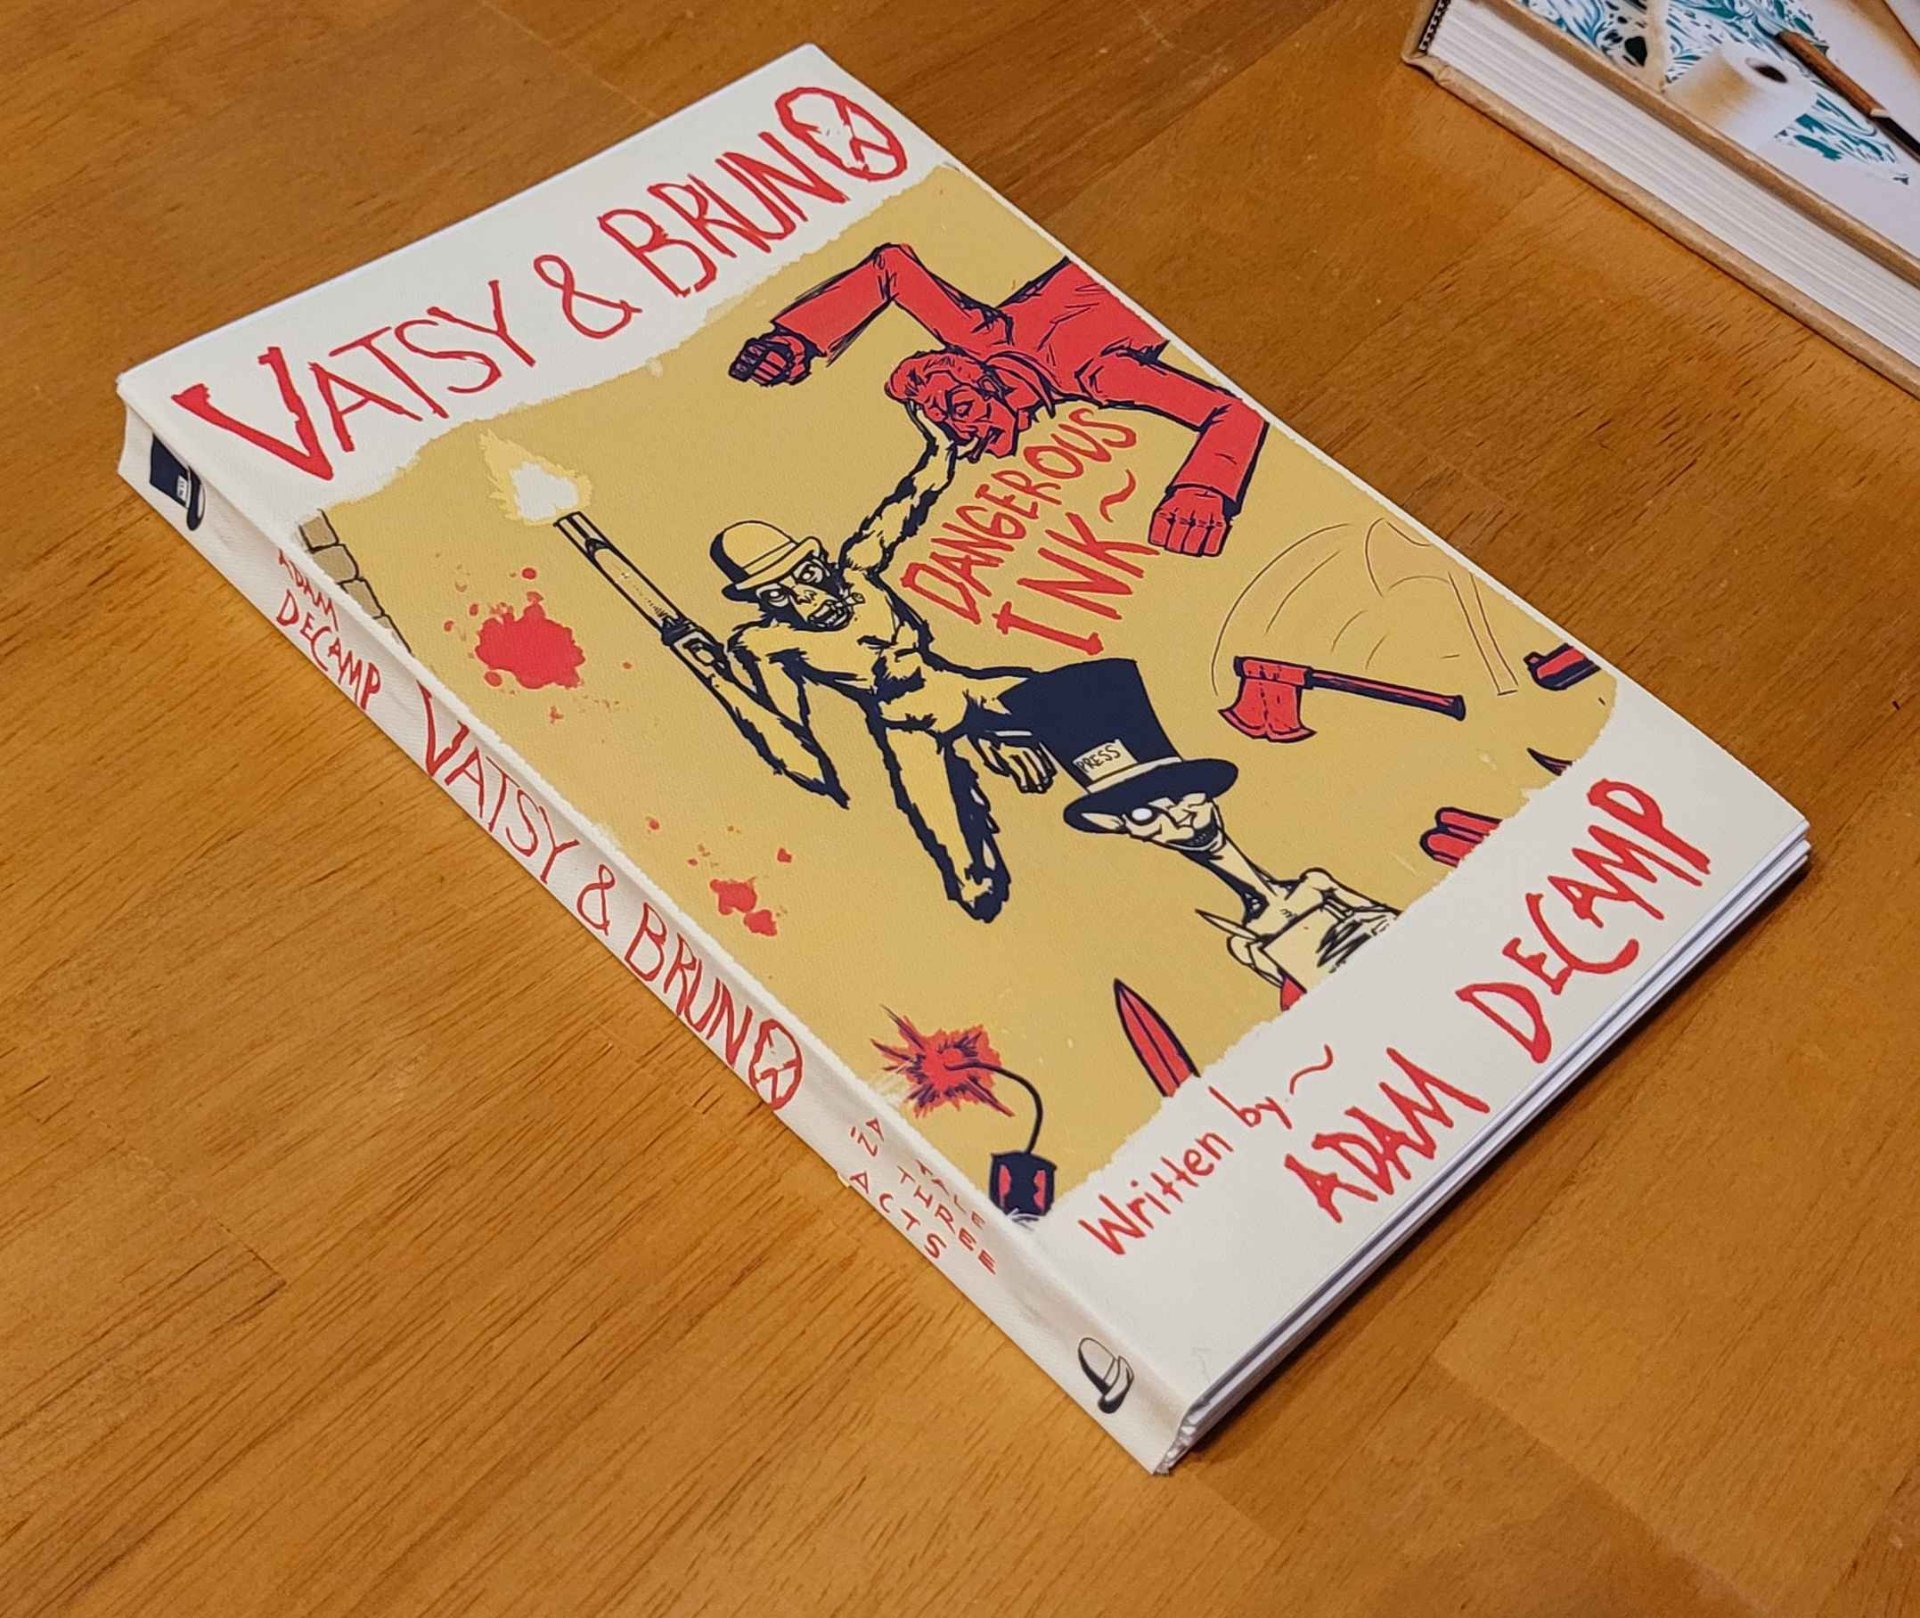 VATSY & BRUNO
DANGEROUS
INK~
PRESS
Written by~
ADAM DECAMP
ADAM
DECAMP
VATSY & BRUNO
A TALE
IN THREE
ACTS